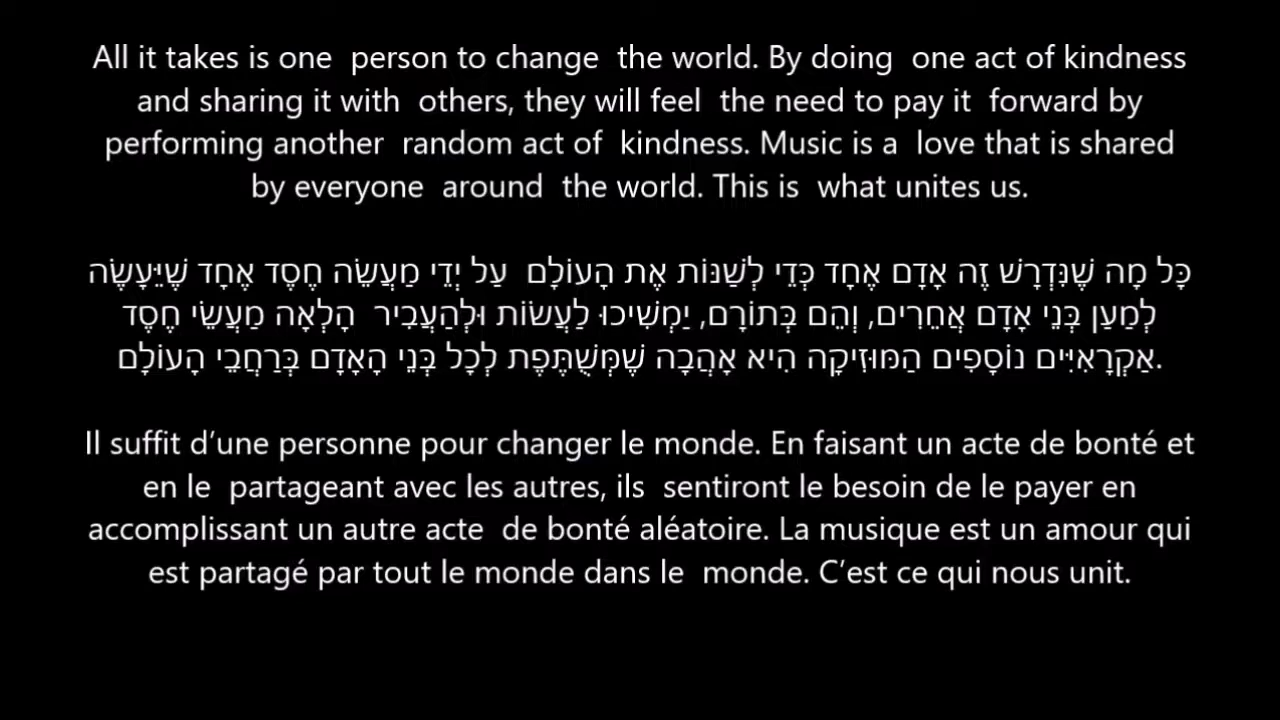 All it takes is one person to change the world. By doing one act of kindness
and sharing it with others, they will feel the need to pay it forward by
performing another random act of kindness. Music is a love that is shared
by everyone around the world. This is what unites us.
כָּל מָה שֶׁנִּדְרָשׁ זֶה אָדָם אֶחָד כְּדֵי לְשַׁנּוֹת אֶת הָעוֹלָם עַל יְדֵי מַעֲשֵׂה חֶסֶד אֶחָד שֶׁיֵּעָשֶׂה
לְמַעַן בְּנֵי אָדָם אֲחֵרִים, וְהֵם בְּתוֹרָם, יַמְשִׁיכוּ לַעֲשׂוֹת וּלְהַעֲבִיר הָלְאָה מַעֲשֵׂי חֶסֶד
אַקְרָאִיִּים נוֹסָפִים הַמּוּזִיקָה הִיא אָהֲבָה שֶׁמְּשֻׁתֶּפֶת לְכָל בְּנֵי הָאָדָם בְּרַחֲבֵי הָעוֹלָם.
Il suffit d’une personne pour changer le monde. En faisant un acte de bonté et
en le partageant avec les autres, ils sentiront le besoin de le payer en
accomplissant un autre acte de bonté aléatoire. La musique est un amour qui
est partagé par tout le monde dans le monde. C’est ce qui nous unit.